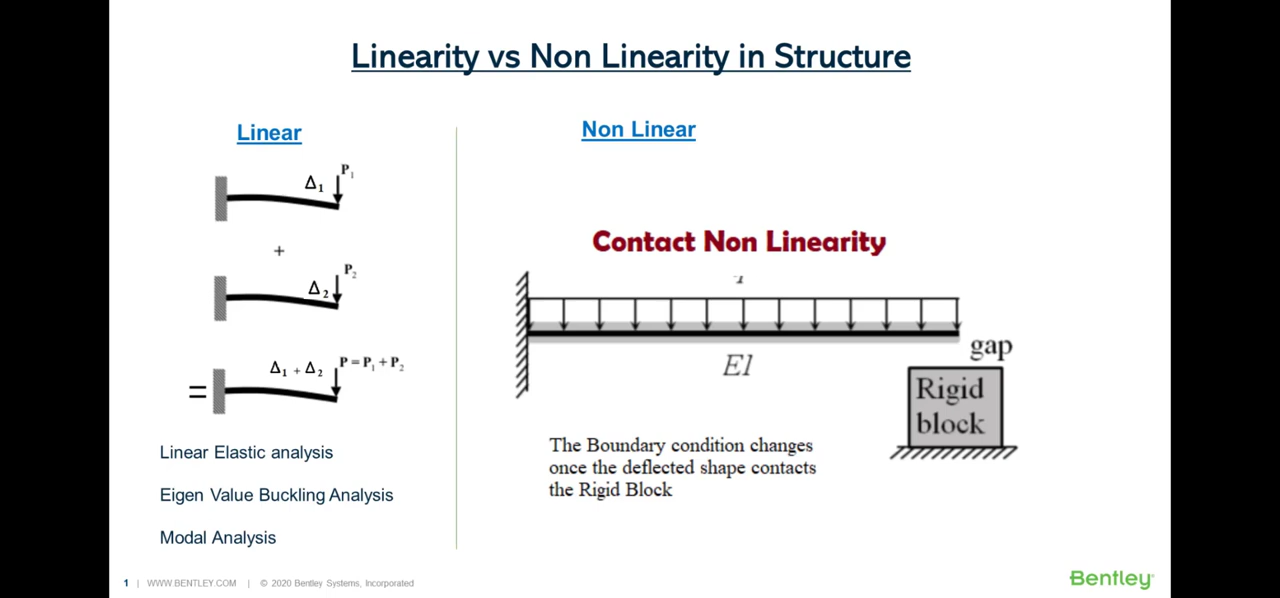 Linearity vs Non Linearity in Structure
Linear
Non Linear
Δ₁
P₁
+
Δ₂
P₂
=
Δ₁ + Δ₂
P = P₁ + P₂
Linear Elastic analysis
Eigen Value Buckling Analysis
Modal Analysis
Contact Non Linearity
EI
gap
Rigid
block
The Boundary condition changes
once the deflected shape contacts
the Rigid Block
1 | WWW.BENTLEY.COM | © 2020 Bentley Systems, Incorporated
Bentley